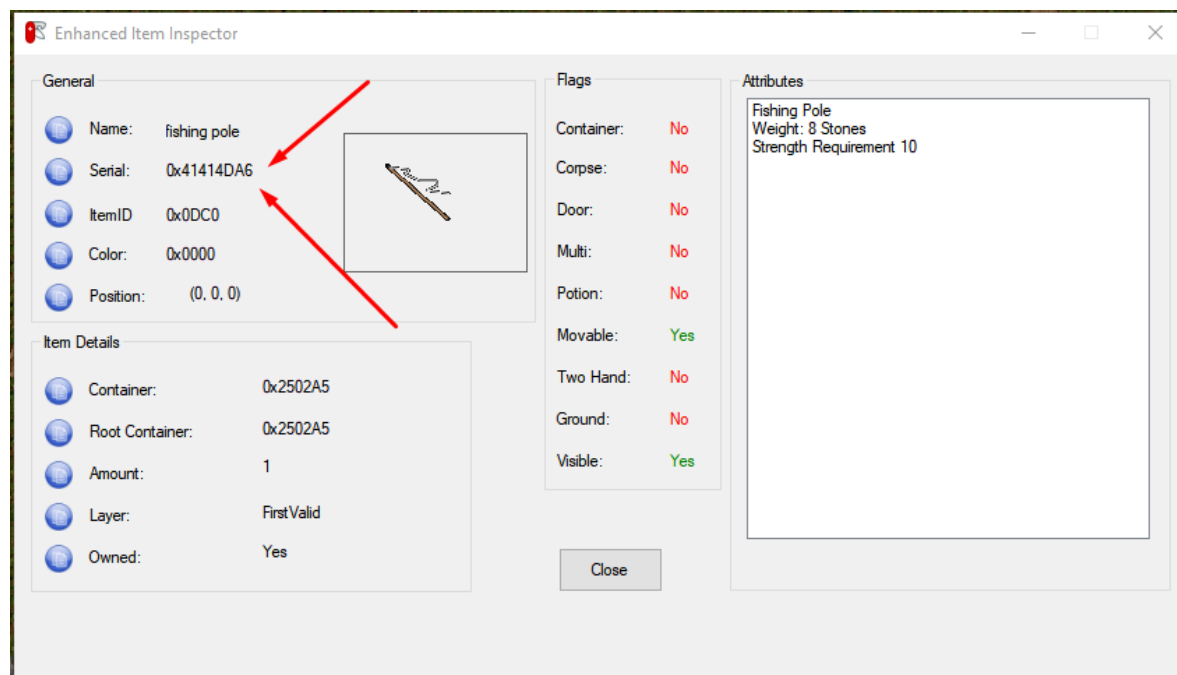 Enhanced Item Inspector
General
Name: fishing pole
Serial: 0x41414DA6
ItemID 0x0DC0
Color: 0x0000
Position: (0, 0, 0)
Item Details
Container: 0x2502A5
Root Container: 0x2502A5
Amount: 1
Layer: FirstValid
Owned: Yes
Flags
Container: No
Corpse: No
Door: No
Multi: No
Potion: No
Movable: Yes
Two Hand: No
Ground: No
Visible: Yes
Close
Attributes
Fishing Pole
Weight: 8 Stones
Strength Requirement 10